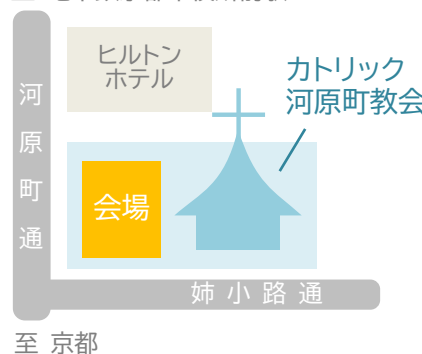 ヒルトン
ホテル
カトリック
河原町教会
河原町通
会場
姉小路通
至 京都